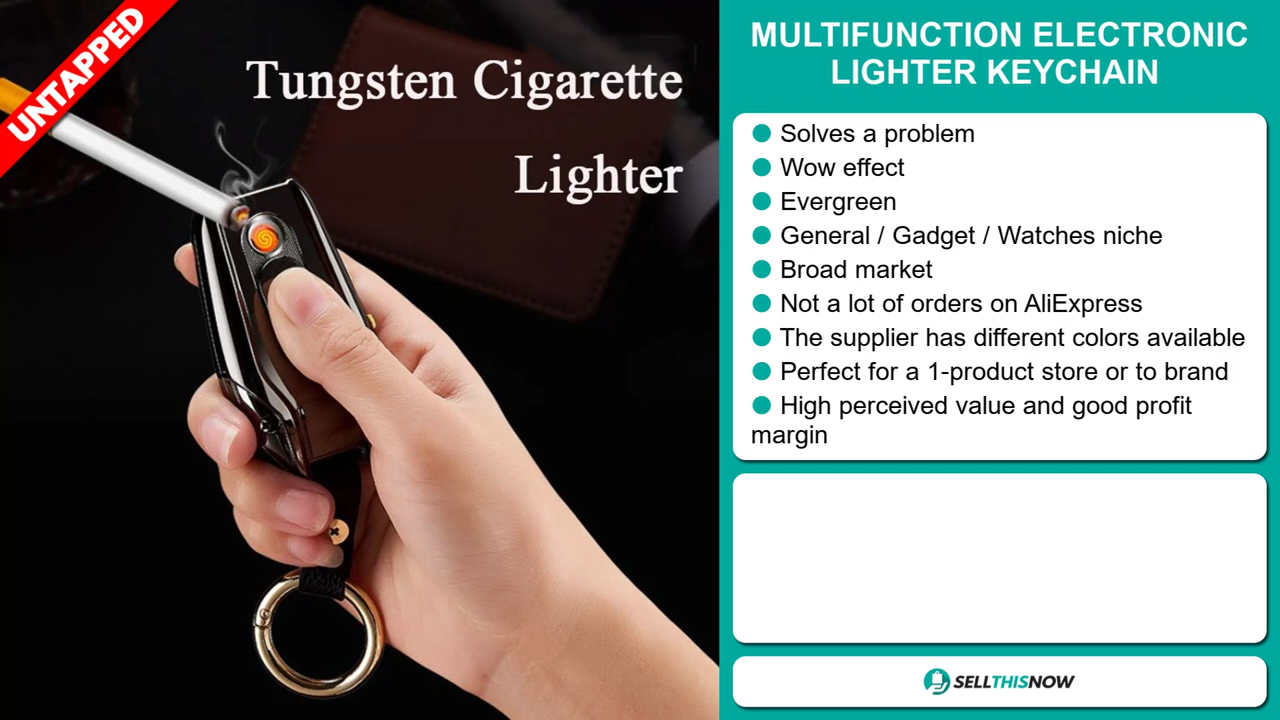 UNTAPPED
Tungsten Cigarette
Lighter
MULTIFUNCTION ELECTRONIC
LIGHTER KEYCHAIN
Solves a problem
Wow effect
Evergreen
General / Gadget / Watches niche
Broad market
Not a lot of orders on AliExpress
The supplier has different colors available
Perfect for a 1-product store or to brand
High perceived value and good profit
margin
SELLTHISNOW